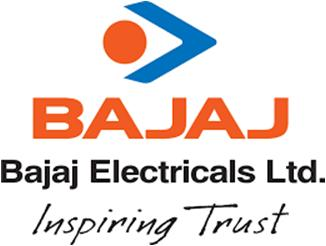 BAJAJ
Bajaj Electricals Ltd.
Inspiring Trust